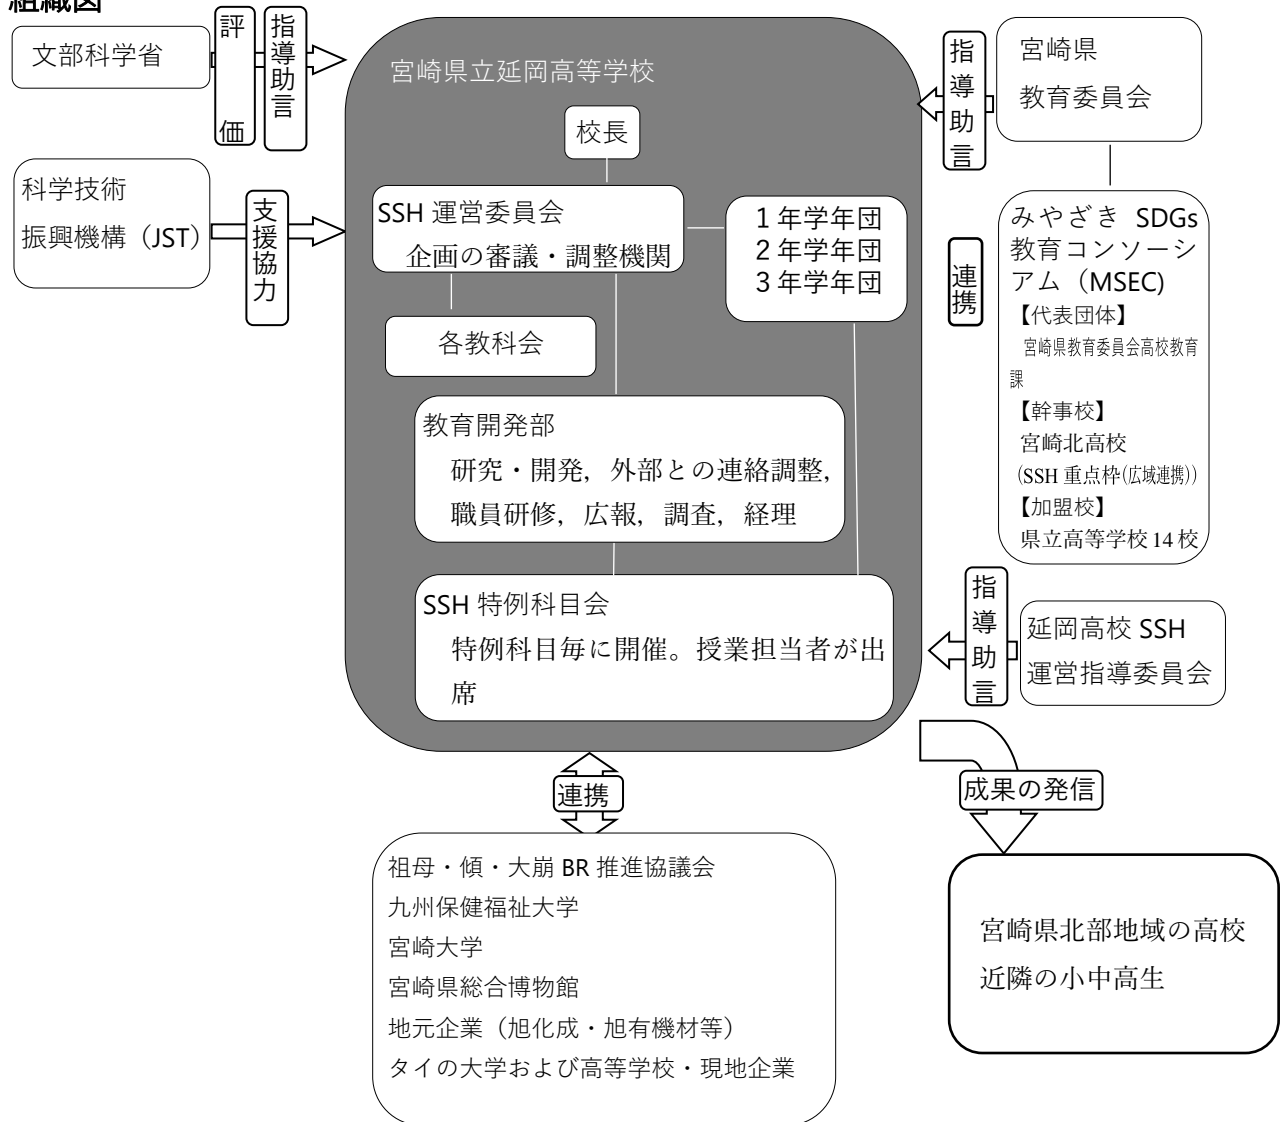 組織図
文部科学省
評価
指導助言
科学技術
振興機構（JST）
支援協力
宮崎県立延岡高等学校
校長
SSH 運営委員会
企画の審議・調整機関
1 年学年団
2 年学年団
3 年学年団
各教科会
教育開発部
研究・開発，外部との連絡調整，
職員研修，広報，調査，経理
SSH 特例科目会
特例科目毎に開催。授業担当者が出
席
指導助言
宮崎県
教育委員会
連携
みやざき SDGs
教育コンソーシ
アム（MSEC)
【代表団体】
宮崎県教育委員会高校教育
課
【幹事校】
宮崎北高校
(SSH 重点枠(広域連携))
【加盟校】
県立高等学校 14 校
指導助言
延岡高校 SSH
運営指導委員会
連携
祖母・傾・大崩 BR 推進協議会
九州保健福祉大学
宮崎大学
宮崎県総合博物館
地元企業（旭化成・旭有機材等）
タイの大学および高等学校・現地企業
成果の発信
宮崎県北部地域の高校
近隣の小中高生